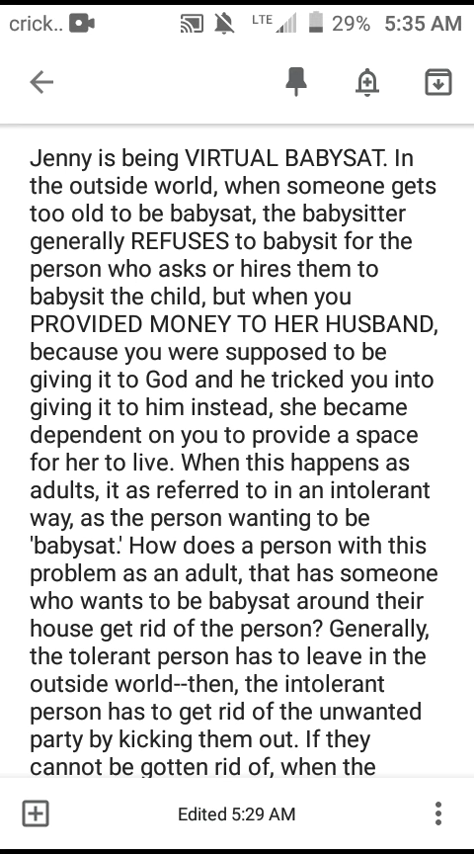 crick.. LTE 29% 5:35 AM
Jenny is being VIRTUAL BABYSAT. In
the outside world, when someone gets
too old to be babysat, the babysitter
generally REFUSES to babysit for the
person who asks or hires them to
babysit the child, but when you
PROVIDED MONEY TO HER HUSBAND,
because you were supposed to be
giving it to God and he tricked you into
giving it to him instead, she became
dependent on you to provide a space
for her to live. When this happens as
adults, it as referred to in an intolerant
way, as the person wanting to be
'babysat.' How does a person with this
problem as an adult, that has someone
who wants to be babysat around their
house get rid of the person? Generally,
the tolerant person has to leave in the
outside world--then, the intolerant
person has to get rid of the unwanted
party by kicking them out. If they
cannot be gotten rid of, when the
Edited 5:29 AM